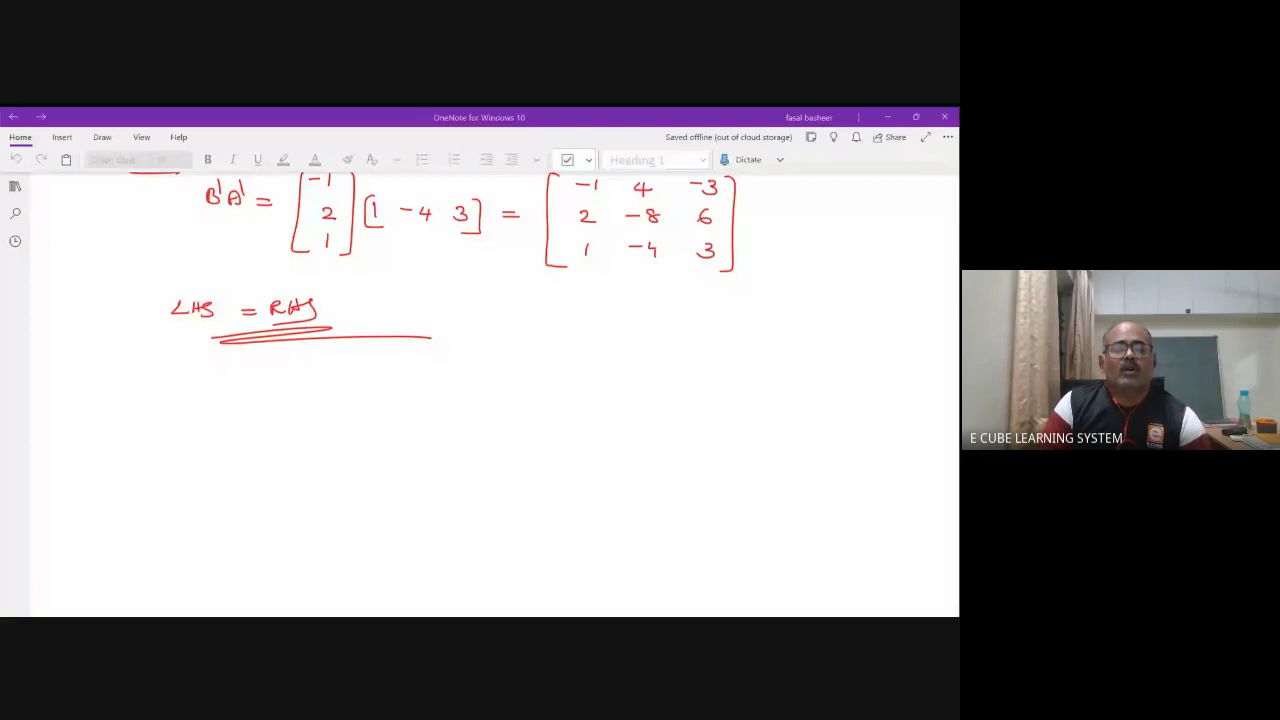 OneNote for Windows 10
fasal basheer
Home Insert Draw View Help
Saved offline (out of cloud storage)
Share
B I U A
Heading 1
Dictate
B'A' = [-1 2 1] [1 -4 3] = [-1 4 -3
2 -8 6
1 -4 3]
LHS = RHS
E CUBE LEARNING SYSTEM